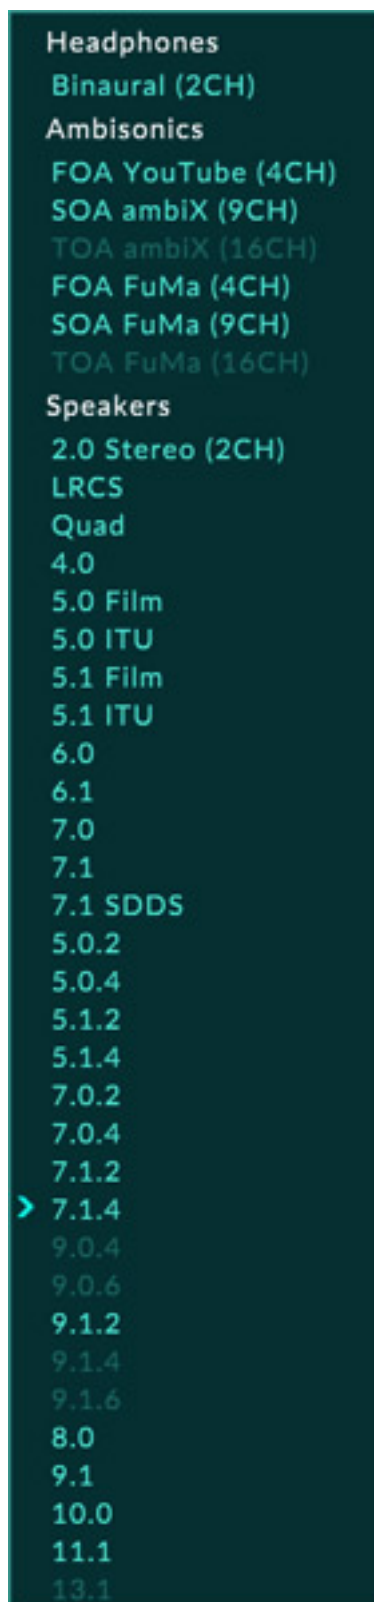 Headphones
Binaural (2CH)
Ambisonics
FOA YouTube (4CH)
SOA ambiX (9CH)
TOA ambiX (16CH)
FOA FuMa (4CH)
SOA FuMa (9CH)
TOA FuMa (16CH)
Speakers
2.0 Stereo (2CH)
LRCS
Quad
4.0
5.0 Film
5.0 ITU
5.1 Film
5.1 ITU
6.0
6.1
7.0
7.1
7.1 SDDS
5.0.2
5.0.4
5.1.2
5.1.4
7.0.2
7.0.4
7.1.2
7.1.4
9.0.4
9.0.6
9.1.2
9.1.4
9.1.6
8.0
9.1
10.0
11.1
13.1